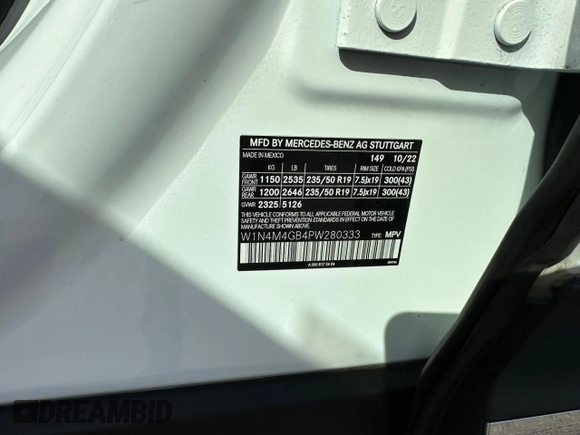 MFD BY MERCEDES-BENZ AG STUTTGART
MADE IN MEXICO 149 10/22
KG LB TIRES RIM SIZE COLD KPA (PSI)
GAWR FRONT 1150 2535 235/50 R19 7.5Jx19 300(43)
GAWR REAR 1200 2646 235/50 R19 7.5Jx19 300(43)
GVWR 2325 5126
THIS VEHICLE CONFORMS TO ALL APPLICABLE U.S. FEDERAL MOTOR VEHICLE
SAFETY AND THEFT PREVENTION STANDARDS IN EFFECT ON THE DATE OF
MANUFACTURE SHOWN ABOVE.
W1N4M4GB4PW280333 TYPE: MPV
DREAMBID